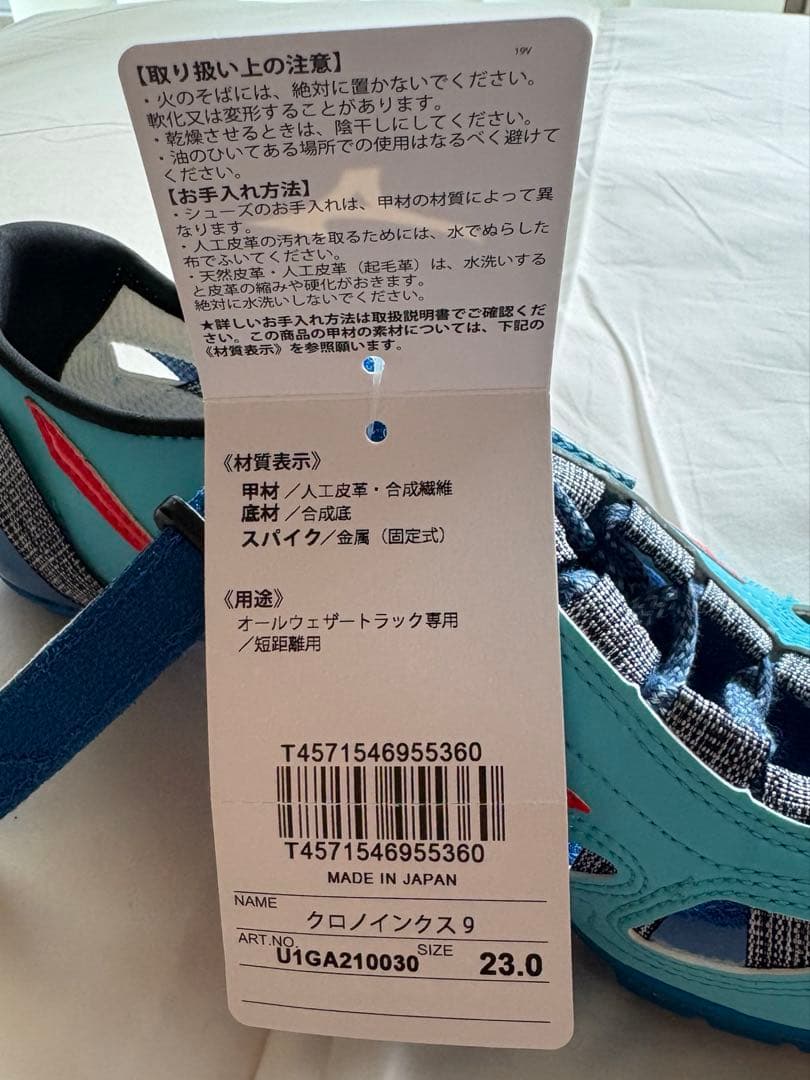 19V
【取り扱い上の注意】
・火のそばには、絶対に置かないでください。
軟化又は変形することがあります。
・乾燥させるときは、陰干しにしてください。
・油のひいてある場所での使用はなるべく避けて
ください。
【お手入れ方法】
・シューズのお手入れは、甲材の材質によって異
なります。
・人工皮革の汚れを取るためには、水でぬらした
布でふいてください。
・天然皮革・人工皮革（起毛革）は、水洗いする
と皮革の縮みや硬化がおきます。
絶対に水洗いしないでください。
★詳しいお手入れ方法は取扱説明書でご確認くだ
さい。この商品の甲材の素材については、下記の
《材質表示》を参照願います。
《材質表示》
甲材／人工皮革・合成繊維
底材／合成底
スパイク／金属（固定式）
《用途》
オールウェザートラック専用
／短距離用
T4571546955360
T4571546955360
MADE IN JAPAN
NAME
クロノインクス9
ART.NO. U1GA210030 SIZE 23.0